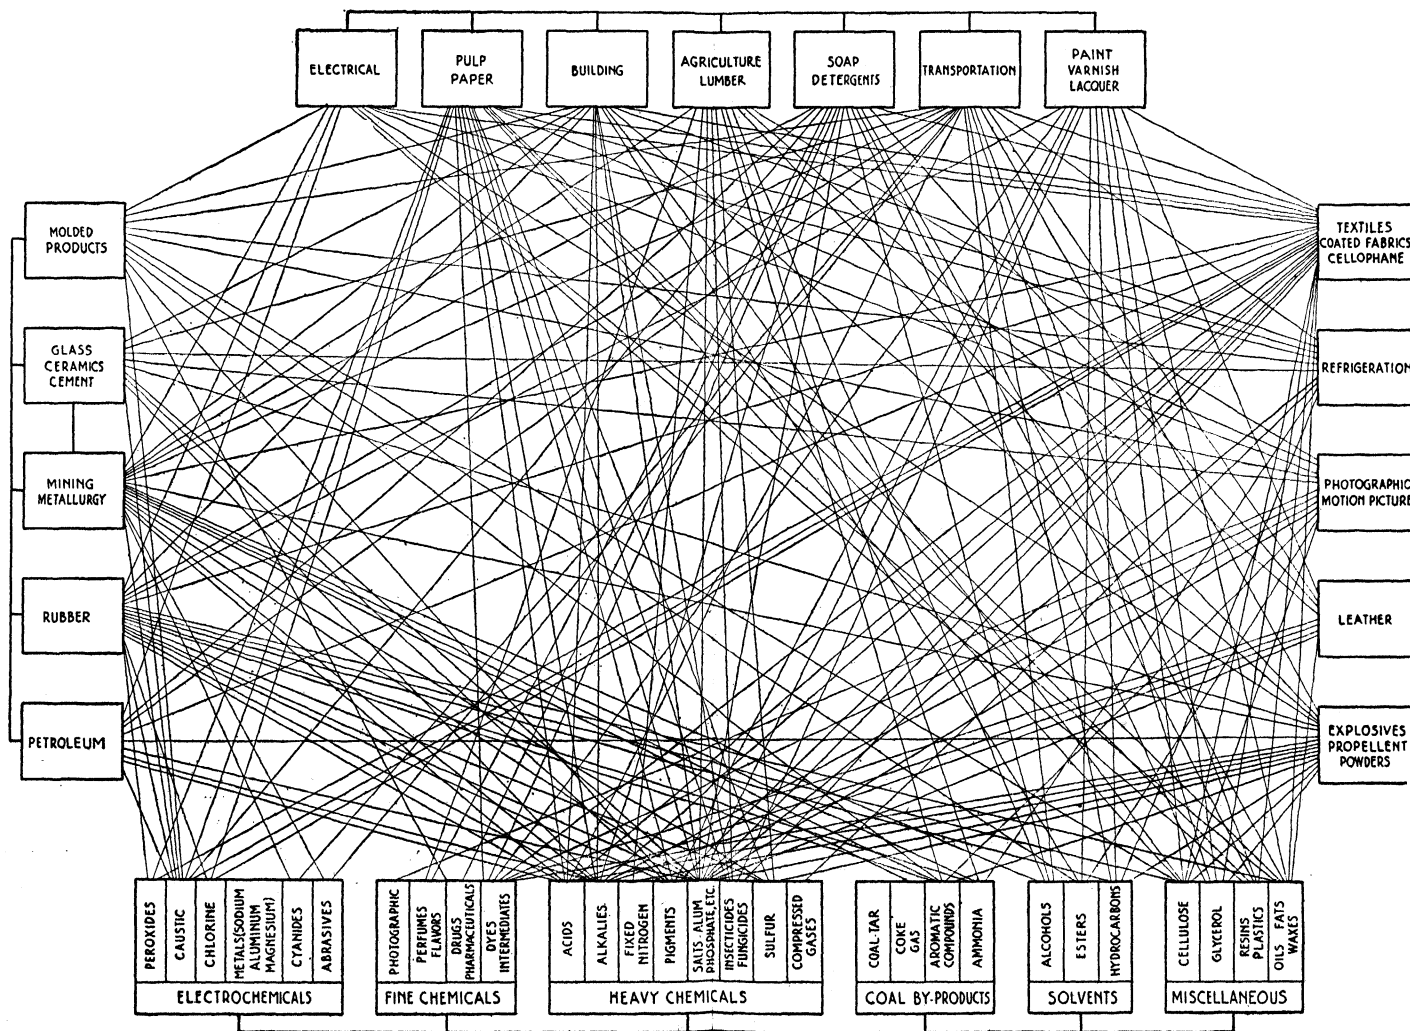 ELECTRICAL
PULP
PAPER
BUILDING
AGRICULTURE
LUMBER
SOAP
DETERGENTS
TRANSPORTATION
PAINT
VARNISH
LACQUER
MOLDED
PRODUCTS
GLASS
CERAMICS
CEMENT
MINING
METALLURGY
RUBBER
PETROLEUM
TEXTILES
COATED FABRICS
CELLOPHANE
REFRIGERATION
PHOTOGRAPHIC
MOTION PICTURE
LEATHER
EXPLOSIVES
PROPELLENT
POWDERS
PEROXIDES
CAUSTIC
CHLORINE
METALS (SODIUM
ALUMINUM
MAGNESIUM)
CYANIDES
ABRASIVES
ELECTROCHEMICALS
PHOTOGRAPHIC
PERFUMES
FLAVORS
DRUGS
PHARMACEUTICALS
DYES
INTERMEDIATES
FINE CHEMICALS
ACIDS
ALKALIES
FIXED
NITROGEN
PIGMENTS
SALTS-ALUM
PHOSPHATE, ETC.
INSECTICIDES
FUNGICIDES
SULFUR
COMPRESSED
GASES
HEAVY CHEMICALS
COAL-TAR
COKE
GAS
AROMATIC
COMPOUNDS
AMMONIA
COAL BY-PRODUCTS
ALCOHOLS
ESTERS
HYDROCARBONS
SOLVENTS
CELLULOSE
GLYCEROL
RESINS
PLASTICS
OILS FATS
WAXES
MISCELLANEOUS